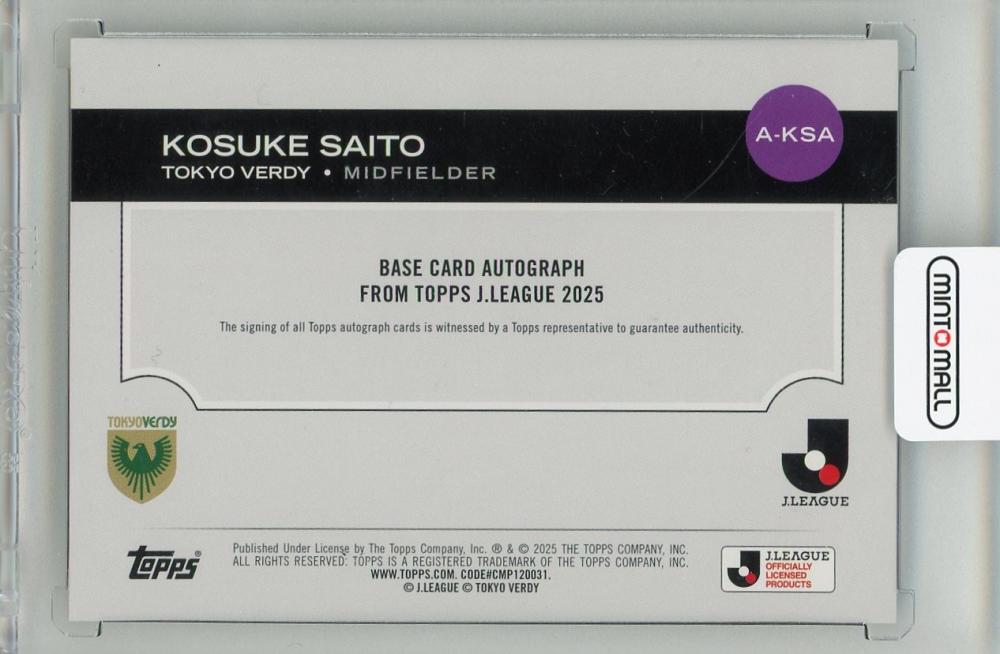 KOSUKE SAITO
TOKYO VERDY • MIDFIELDER
A-KSA
BASE CARD AUTOGRAPH
FROM TOPPS J.LEAGUE 2025
The signing of all Topps autograph cards is witnessed by a Topps representative to guarantee authenticity.
MINTOMALL
TOKYO VERDY
J.LEAGUE
topps®
Published Under License by The Topps Company, Inc. ® & © 2025 THE TOPPS COMPANY, INC.
ALL RIGHTS RESERVED. TOPPS IS A REGISTERED TRADEMARK OF THE TOPPS COMPANY, INC.
WWW.TOPPS.COM. CODE#CMP120031.
© J.LEAGUE © TOKYO VERDY
J.LEAGUE
OFFICIALLY
LICENSED
PRODUCTS